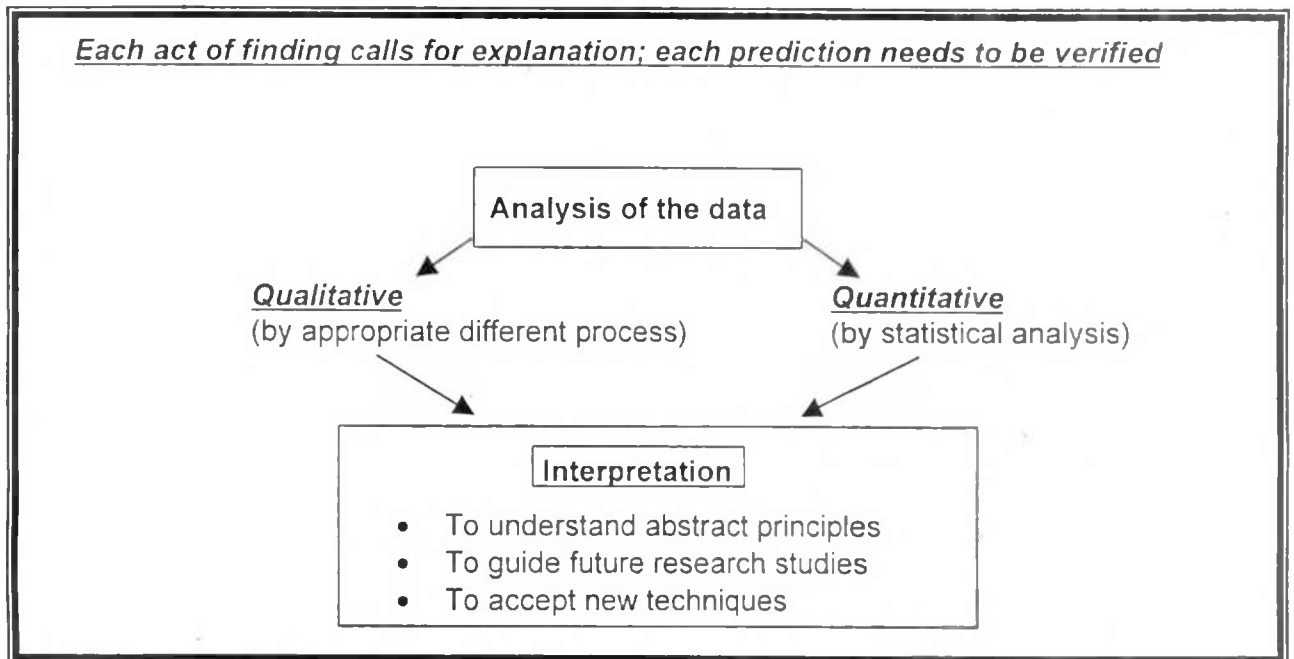 Each act of finding calls for explanation; each prediction needs to be verified
Analysis of the data
Qualitative
(by appropriate different process)
Quantitative
(by statistical analysis)
Interpretation
• To understand abstract principles
• To guide future research studies
• To accept new techniques